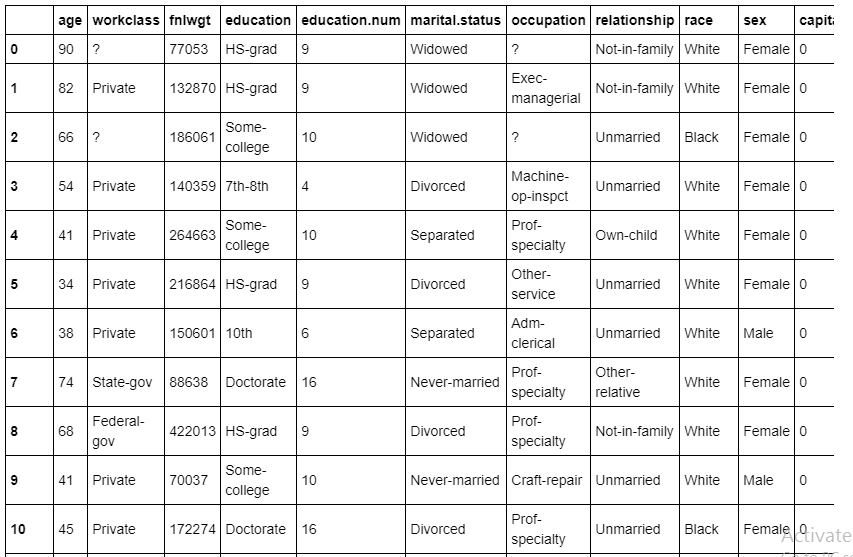 age workclass fnlwgt education education.num marital.status occupation relationship race sex capita
0 90 ? 77053 HS-grad 9 Widowed ? Not-in-family White Female 0
1 82 Private 132870 HS-grad 9 Widowed Exec-managerial Not-in-family White Female 0
2 66 ? 186061 Some-college 10 Widowed ? Unmarried Black Female 0
3 54 Private 140359 7th-8th 4 Divorced Machine-op-inspct Unmarried White Female 0
4 41 Private 264663 Some-college 10 Separated Prof-specialty Own-child White Female 0
5 34 Private 216864 HS-grad 9 Divorced Other-service Unmarried White Female 0
6 38 Private 150601 10th 6 Separated Adm-clerical Unmarried White Male 0
7 74 State-gov 88638 Doctorate 16 Never-married Prof-specialty Other-relative White Female 0
8 68 Federal-gov 422013 HS-grad 9 Divorced Prof-specialty Not-in-family White Female 0
9 41 Private 70037 Some-college 10 Never-married Craft-repair Unmarried White Male 0
10 45 Private 172274 Doctorate 16 Divorced Prof-specialty Unmarried Black Female 0
Activate